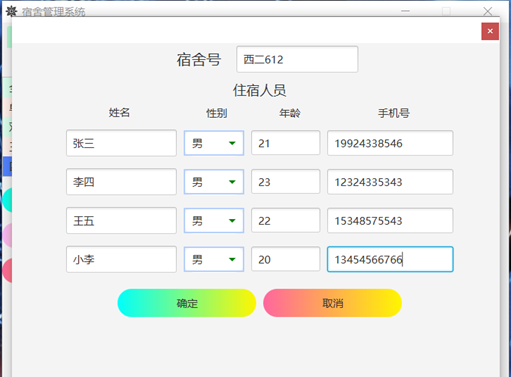 宿舍管理系统
宿舍号 西二612
住宿人员
姓名 性别 年龄 手机号
张三 男 21 19924338546
李四 男 23 12324335343
王五 男 22 15348575543
小李 男 20 13454566766
确定 取消